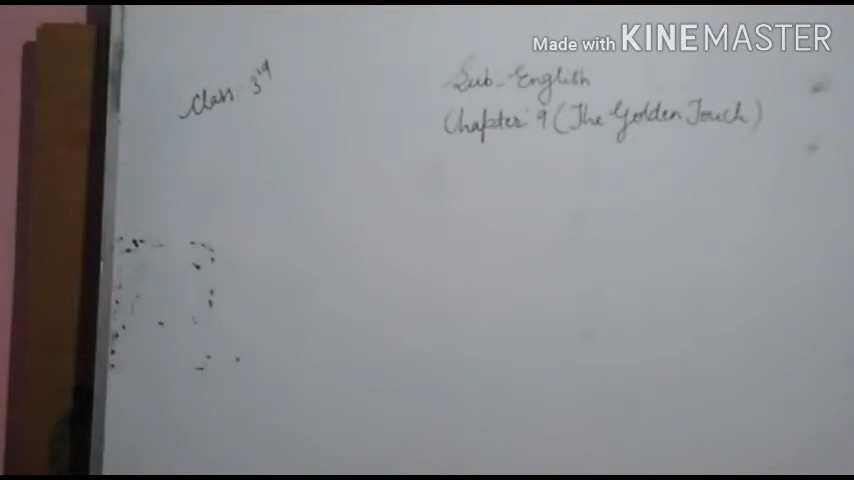 Made with KINEMASTER
Class 3rd
Sub-English
Chapter 9 (The Golden Touch)